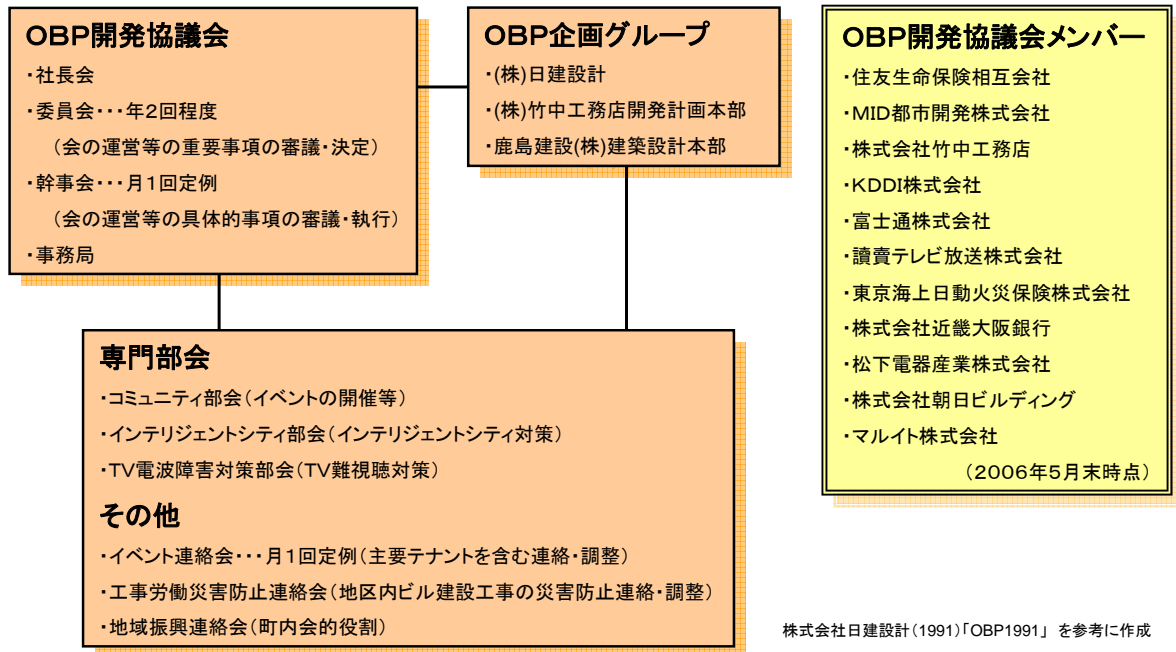 OBP開発協議会
・社長会
・委員会・・・年2回程度
(会の運営等の重要事項の審議・決定)
・幹事会・・・月1回定例
(会の運営等の具体的事項の審議・執行)
・事務局
OBP企画グループ
・(株)日建設計
・(株)竹中工務店開発計画本部
・鹿島建設(株)建築設計本部
専門部会
・コミュニティ部会(イベントの開催等)
・インテリジェントシティ部会(インテリジェントシティ対策)
・TV電波障害対策部会(TV難視聴対策)
その他
・イベント連絡会・・・月1回定例(主要テナントを含む連絡・調整)
・工事労働災害防止連絡会(地区内ビル建設工事の災害防止連絡・調整)
・地域振興連絡会(町内会的役割)
OBP開発協議会メンバー
・住友生命保険相互会社
・MID都市開発株式会社
・株式会社竹中工務店
・KDDI株式会社
・富士通株式会社
・讀賣テレビ放送株式会社
・東京海上日動火災保険株式会社
・株式会社近畿大阪銀行
・松下電器産業株式会社
・株式会社朝日ビルディング
・マルイト株式会社
(2006年5月末時点)
株式会社日建設計(1991)「OBP1991」を参考に作成